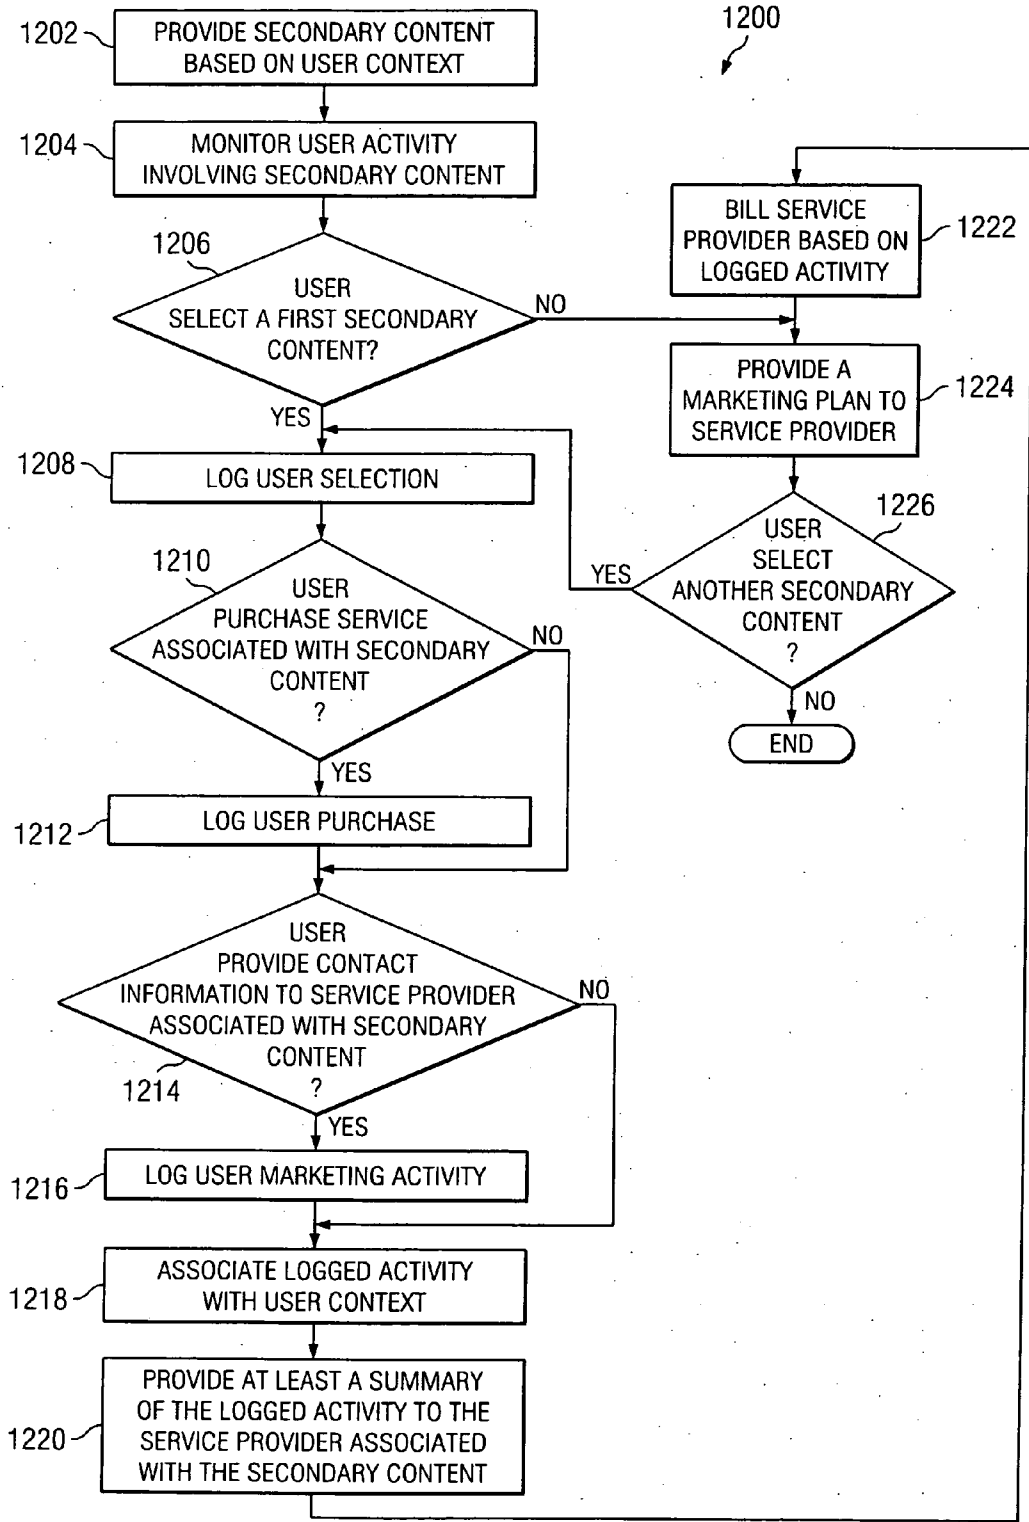 1200
1202
PROVIDE SECONDARY CONTENT
BASED ON USER CONTEXT
1204
MONITOR USER ACTIVITY
INVOLVING SECONDARY CONTENT
1206
USER
SELECT A FIRST SECONDARY
CONTENT?
NO
YES
1208
LOG USER SELECTION
1210
USER
PURCHASE SERVICE
ASSOCIATED WITH SECONDARY
CONTENT
?
NO
YES
1212
LOG USER PURCHASE
USER
PROVIDE CONTACT
INFORMATION TO SERVICE PROVIDER
ASSOCIATED WITH SECONDARY
CONTENT
?
1214
NO
YES
1216
LOG USER MARKETING ACTIVITY
1218
ASSOCIATE LOGGED ACTIVITY
WITH USER CONTEXT
1220
PROVIDE AT LEAST A SUMMARY
OF THE LOGGED ACTIVITY TO THE
SERVICE PROVIDER ASSOCIATED
WITH THE SECONDARY CONTENT
BILL SERVICE
PROVIDER BASED ON
LOGGED ACTIVITY
1222
PROVIDE A
MARKETING PLAN TO
SERVICE PROVIDER
1224
1226
USER
SELECT
ANOTHER SECONDARY
CONTENT
?
YES
NO
END